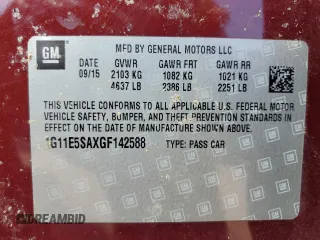 GM
MFD BY GENERAL MOTORS LLC
DATE GVWR GAWR FRT GAWR RR
09/15 2103 KG 1082 KG 1021 KG
4637 LB 2386 LB 2251 LB
THIS VEHICLE CONFORMS TO ALL APPLICABLE U.S. FEDERAL MOTOR
VEHICLE SAFETY, BUMPER, AND THEFT PREVENTION STANDARDS IN
EFFECT ON THE DATE OF MANUFACTURE SHOWN ABOVE.
1G11E5SAXGF142588 TYPE: PASS CAR
AUTOBIDMASTER